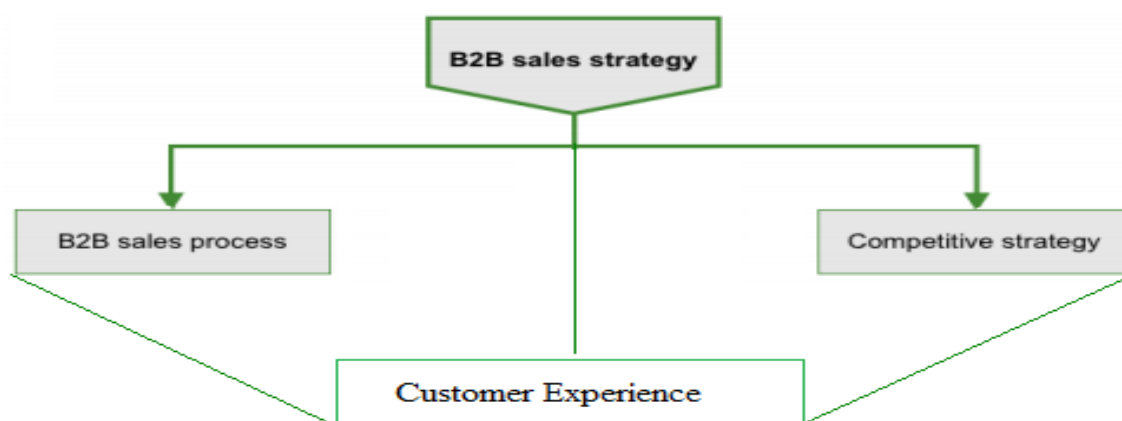 B2B sales strategy
B2B sales process
Competitive strategy
Customer Experience